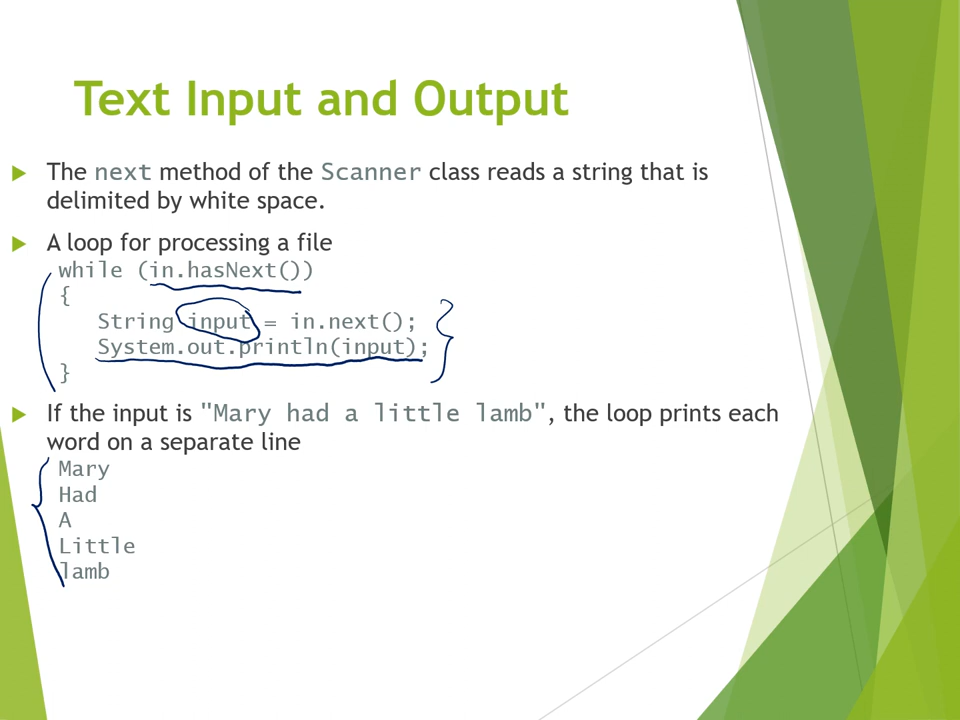 Text Input and Output
The next method of the Scanner class reads a string that is
delimited by white space.
A loop for processing a file
while (in.hasNext())
{
String input = in.next();
System.out.println(input);
}
If the input is "Mary had a little lamb", the loop prints each
word on a separate line
Mary
Had
A
Little
lamb